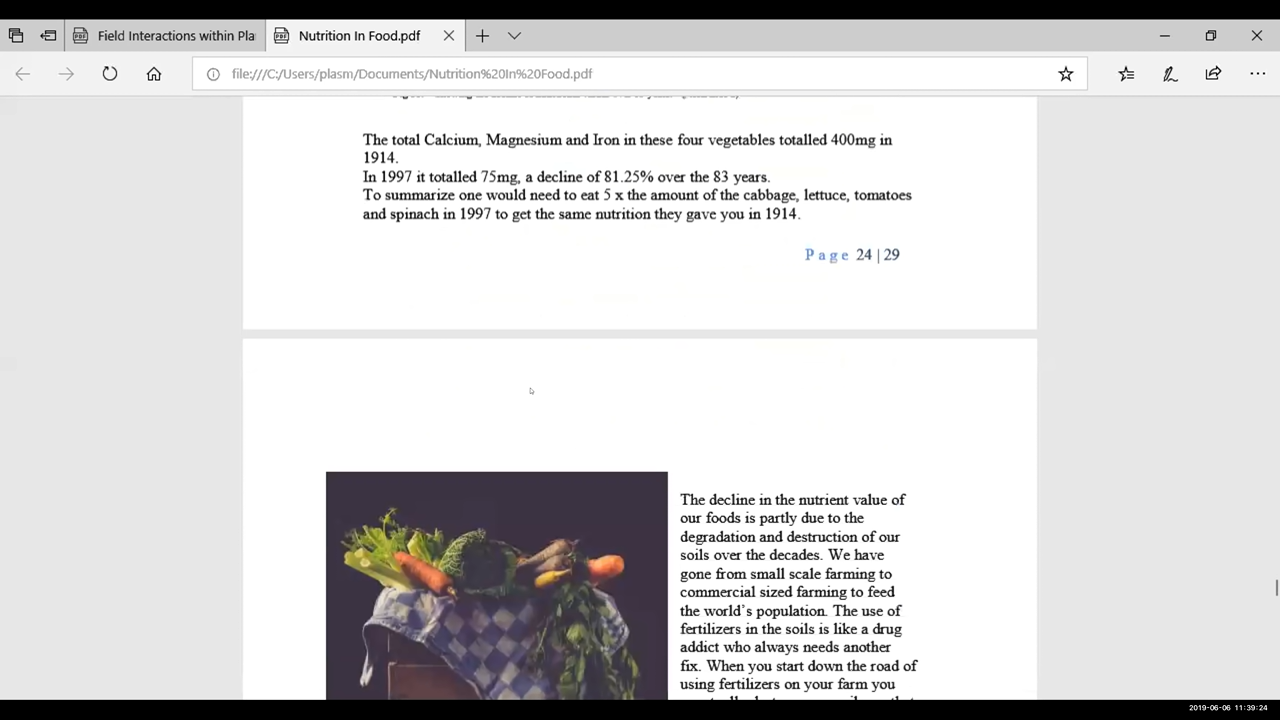 Field Interactions within Pla
Nutrition In Food.pdf
file:///C:/Users/plasm/Documents/Nutrition%20In%20Food.pdf
The total Calcium, Magnesium and Iron in these four vegetables totalled 400mg in
1914.
In 1997 it totalled 75mg, a decline of 81.25% over the 83 years.
To summarize one would need to eat 5 x the amount of the cabbage, lettuce, tomatoes
and spinach in 1997 to get the same nutrition they gave you in 1914.
Page 24 | 29
The decline in the nutrient value of
our foods is partly due to the
degradation and destruction of our
soils over the decades. We have
gone from small scale farming to
commercial sized farming to feed
the world's population. The use of
fertilizers in the soils is like a drug
addict who always needs another
fix. When you start down the road of
using fertilizers on your farm you
2019-06-06 11:39:24